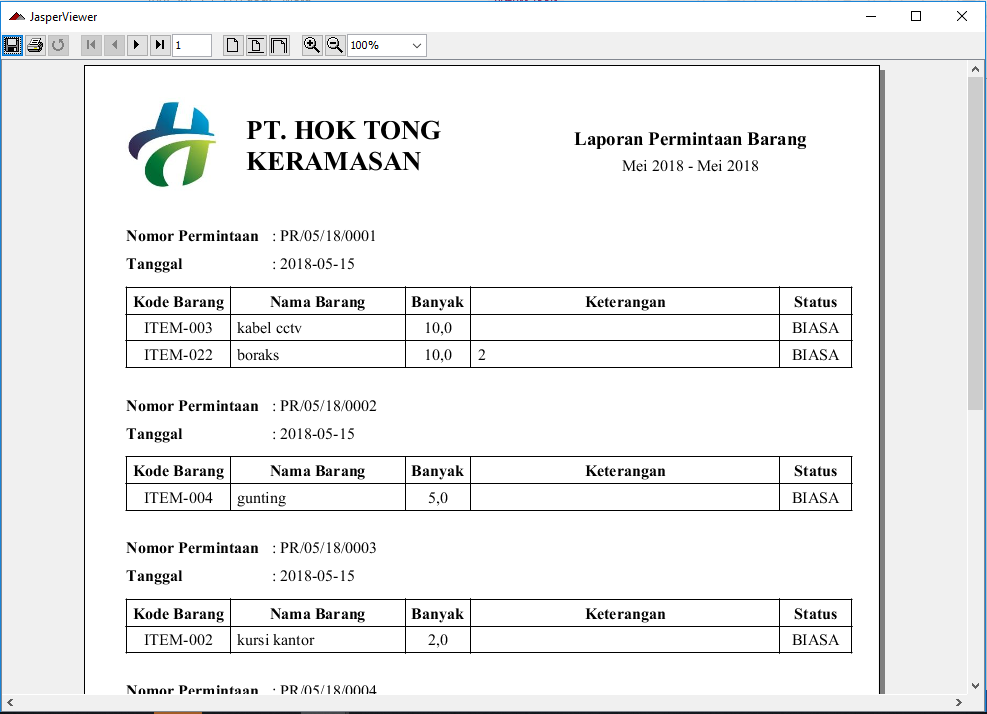 JasperViewer
1
100%
PT. HOK TONG
KERAMASAN
Laporan Permintaan Barang
Mei 2018 - Mei 2018
Nomor Permintaan : PR/05/18/0001
Tanggal : 2018-05-15
Kode Barang Nama Barang Banyak Keterangan Status
ITEM-003 kabel cctv 10,0 BIASA
ITEM-022 boraks 10,0 2 BIASA
Nomor Permintaan : PR/05/18/0002
Tanggal : 2018-05-15
Kode Barang Nama Barang Banyak Keterangan Status
ITEM-004 gunting 5,0 BIASA
Nomor Permintaan : PR/05/18/0003
Tanggal : 2018-05-15
Kode Barang Nama Barang Banyak Keterangan Status
ITEM-002 kursi kantor 2,0 BIASA
Nomor Permintaan : PR/05/18/0004